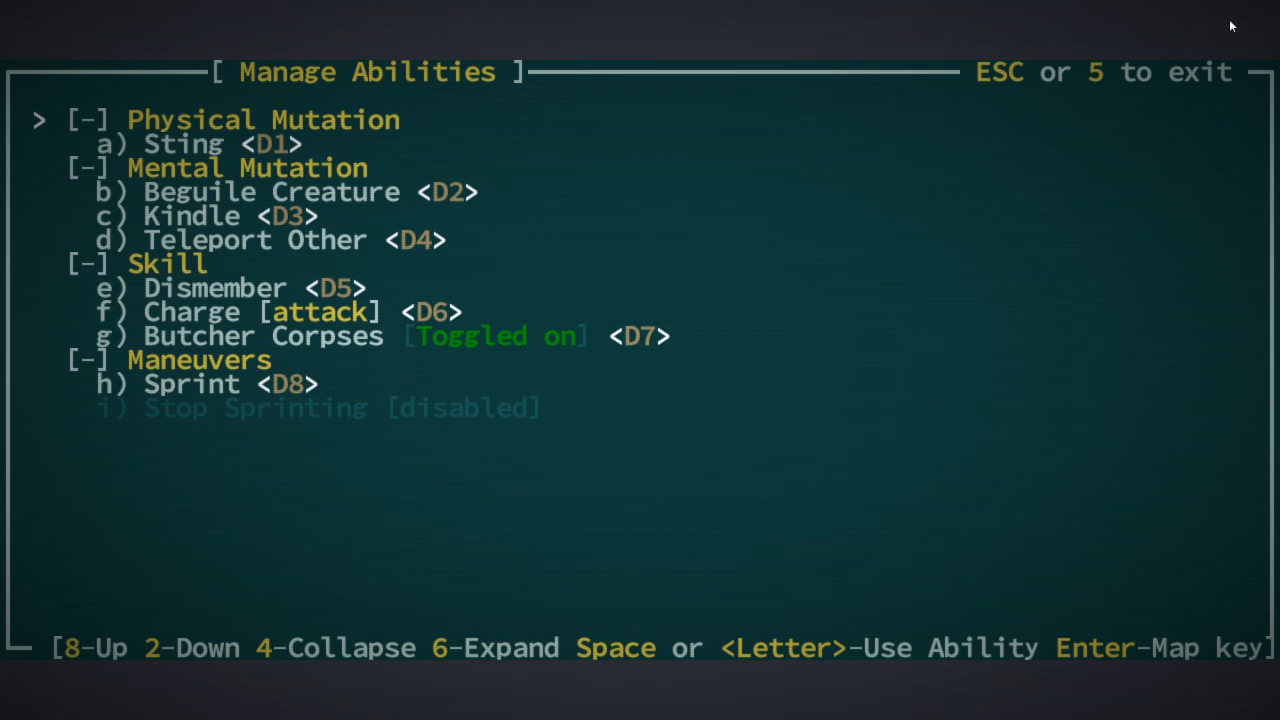 [ Manage Abilities ] ESC or 5 to exit
> [-] Physical Mutation
a) Sting <D1>
[-] Mental Mutation
b) Beguile Creature <D2>
c) Kindle <D3>
d) Teleport Other <D4>
[-] Skill
e) Dismember <D5>
f) Charge [attack] <D6>
g) Butcher Corpses [Toggled on] <D7>
[-] Maneuvers
h) Sprint <D8>
i) Stop Sprinting [disabled]
[8-Up 2-Down 4-Collapse 6-Expand Space or <Letter>-Use Ability Enter-Map key]